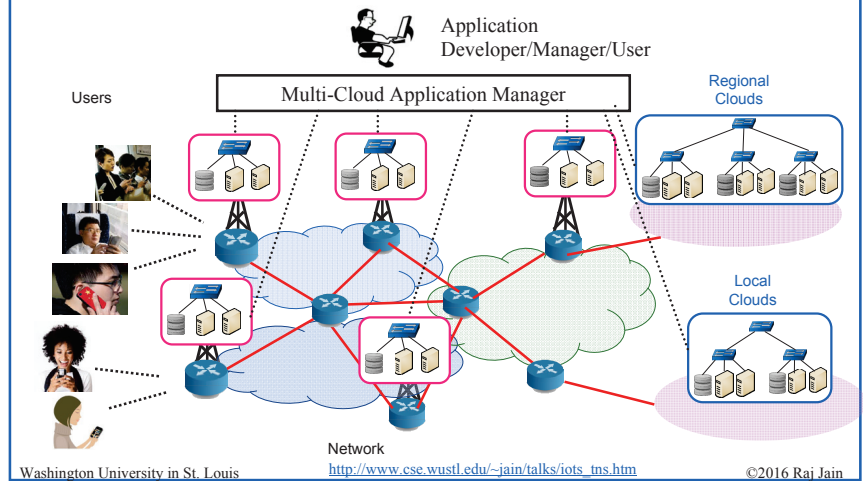 Application
Developer/Manager/User
Multi-Cloud Application Manager
Users
Regional
Clouds
Local
Clouds
Network
Washington University in St. Louis
http://www.cse.wustl.edu/~jain/talks/iots_tns.htm
©2016 Raj Jain